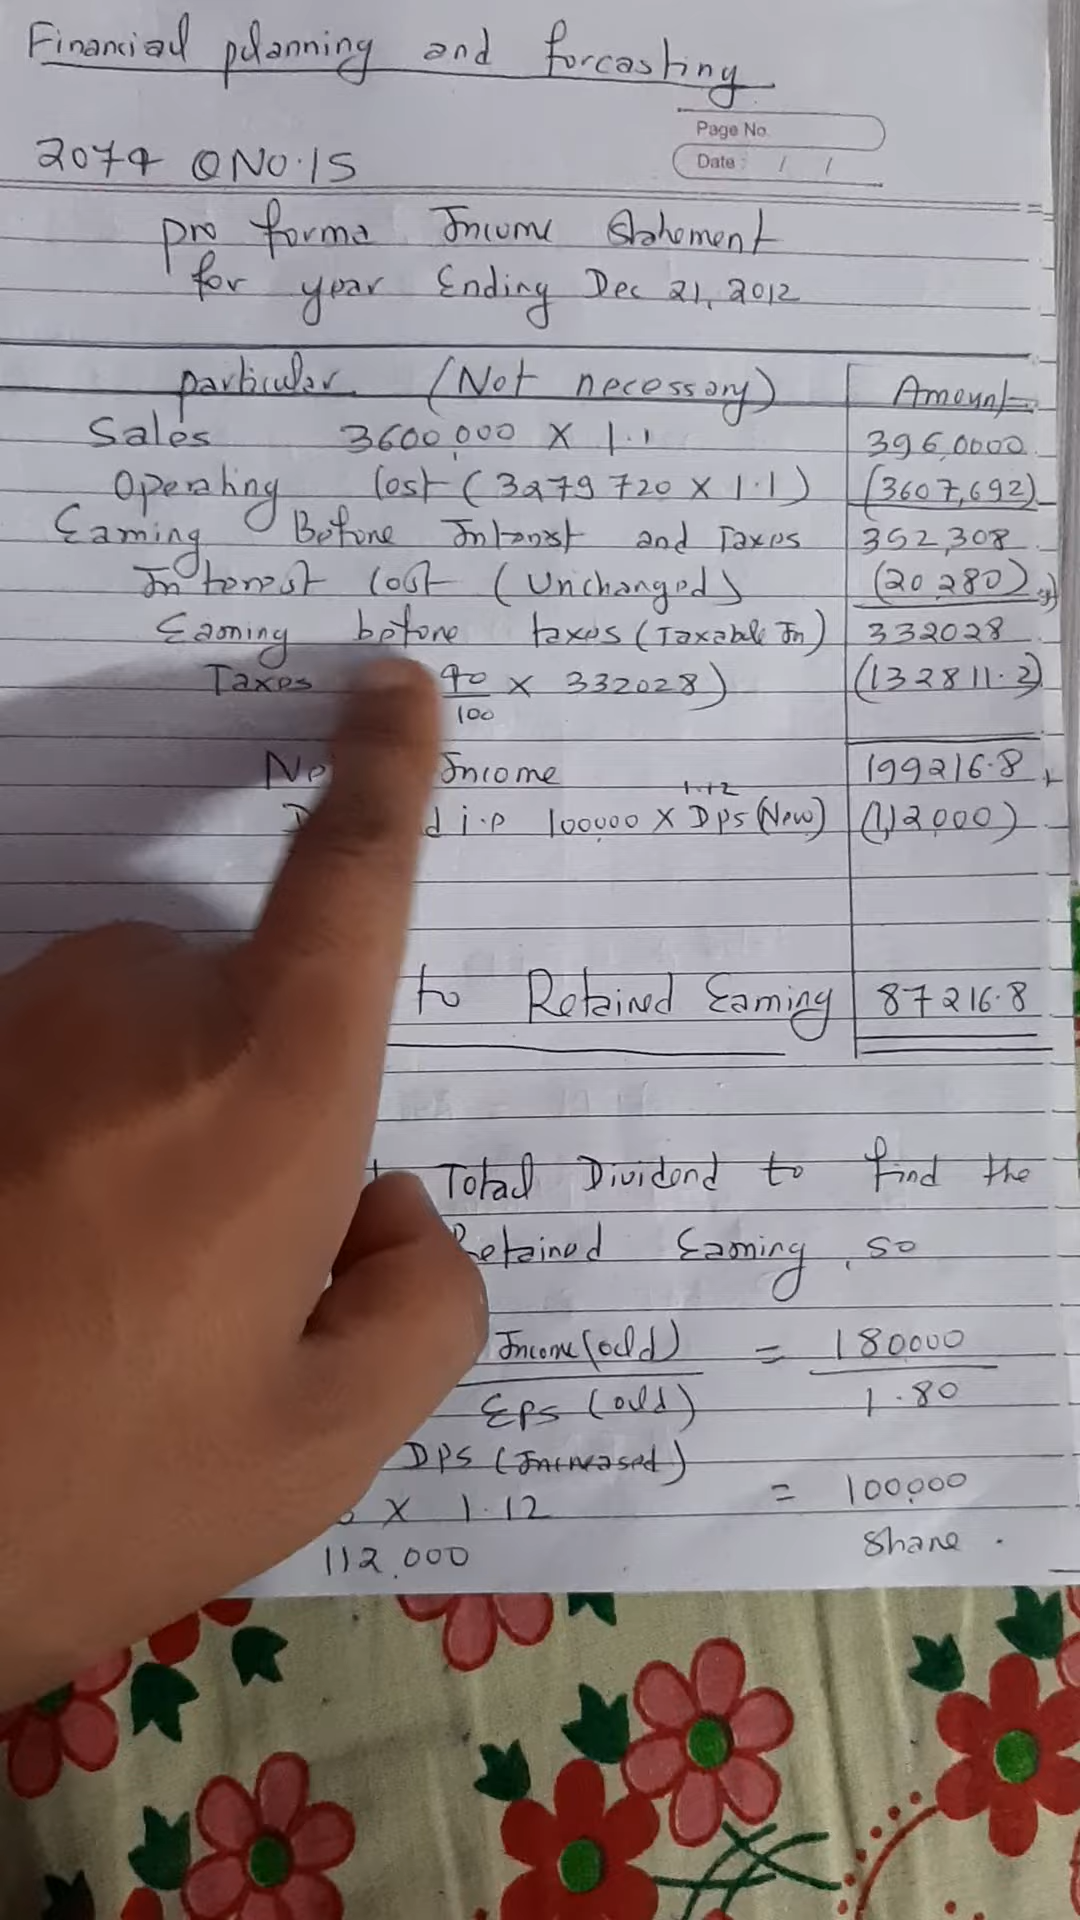 Financial planning and forcasting
Page No.
Date : / /
2074 QNO.15
pro forma Income Statement
for year Ending Dec 21, 2012
particular (Not necessary) Amount
Sales 3600,000 X 1.1 396,0000
Operating Cost (3279720 X 1.1) (3607,692)
Earning Before Interest and Taxes 352,308
Interest Cost (Unchanged) (20,280)
Earning before taxes (Taxable In) 332028
Taxes 40/100 X 332028) (132811.2)
Income 199216.8
1.12
d i.e 100000 X DPS (New) (1,12000)
to Retained Earning 87216.8
Total Dividend to find the
Retained Earning, so
Income (old) = 180000
EPS (old) 1.80
DPS (Increased)
X 1.12 = 100,000
112,000 Share.